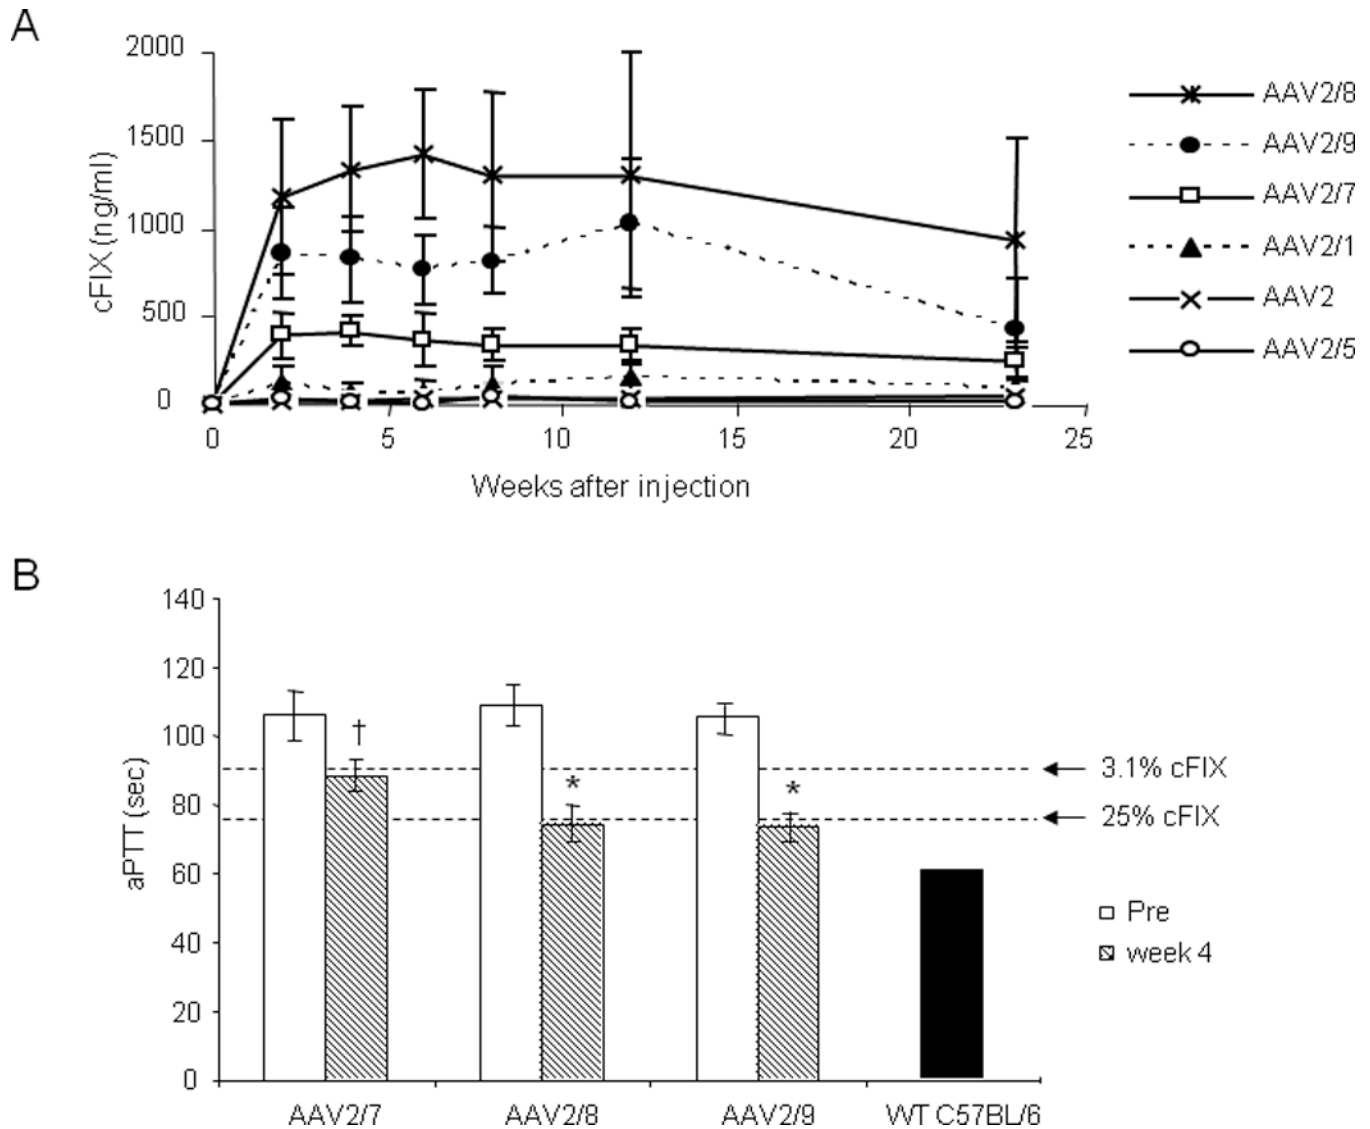 A
2000
1500
1000
500
0
cFIX (ng/ml)
0 5 10 15 20 25
Weeks after injection
AAV2/8
AAV2/9
AAV2/7
AAV2/1
AAV2
AAV2/5
B
140
120
100
80
60
40
20
0
aPTT (sec)
†
*
*
3.1% cFIX
25% cFIX
Pre
week 4
AAV2/7 AAV2/8 AAV2/9 WT C57BL/6